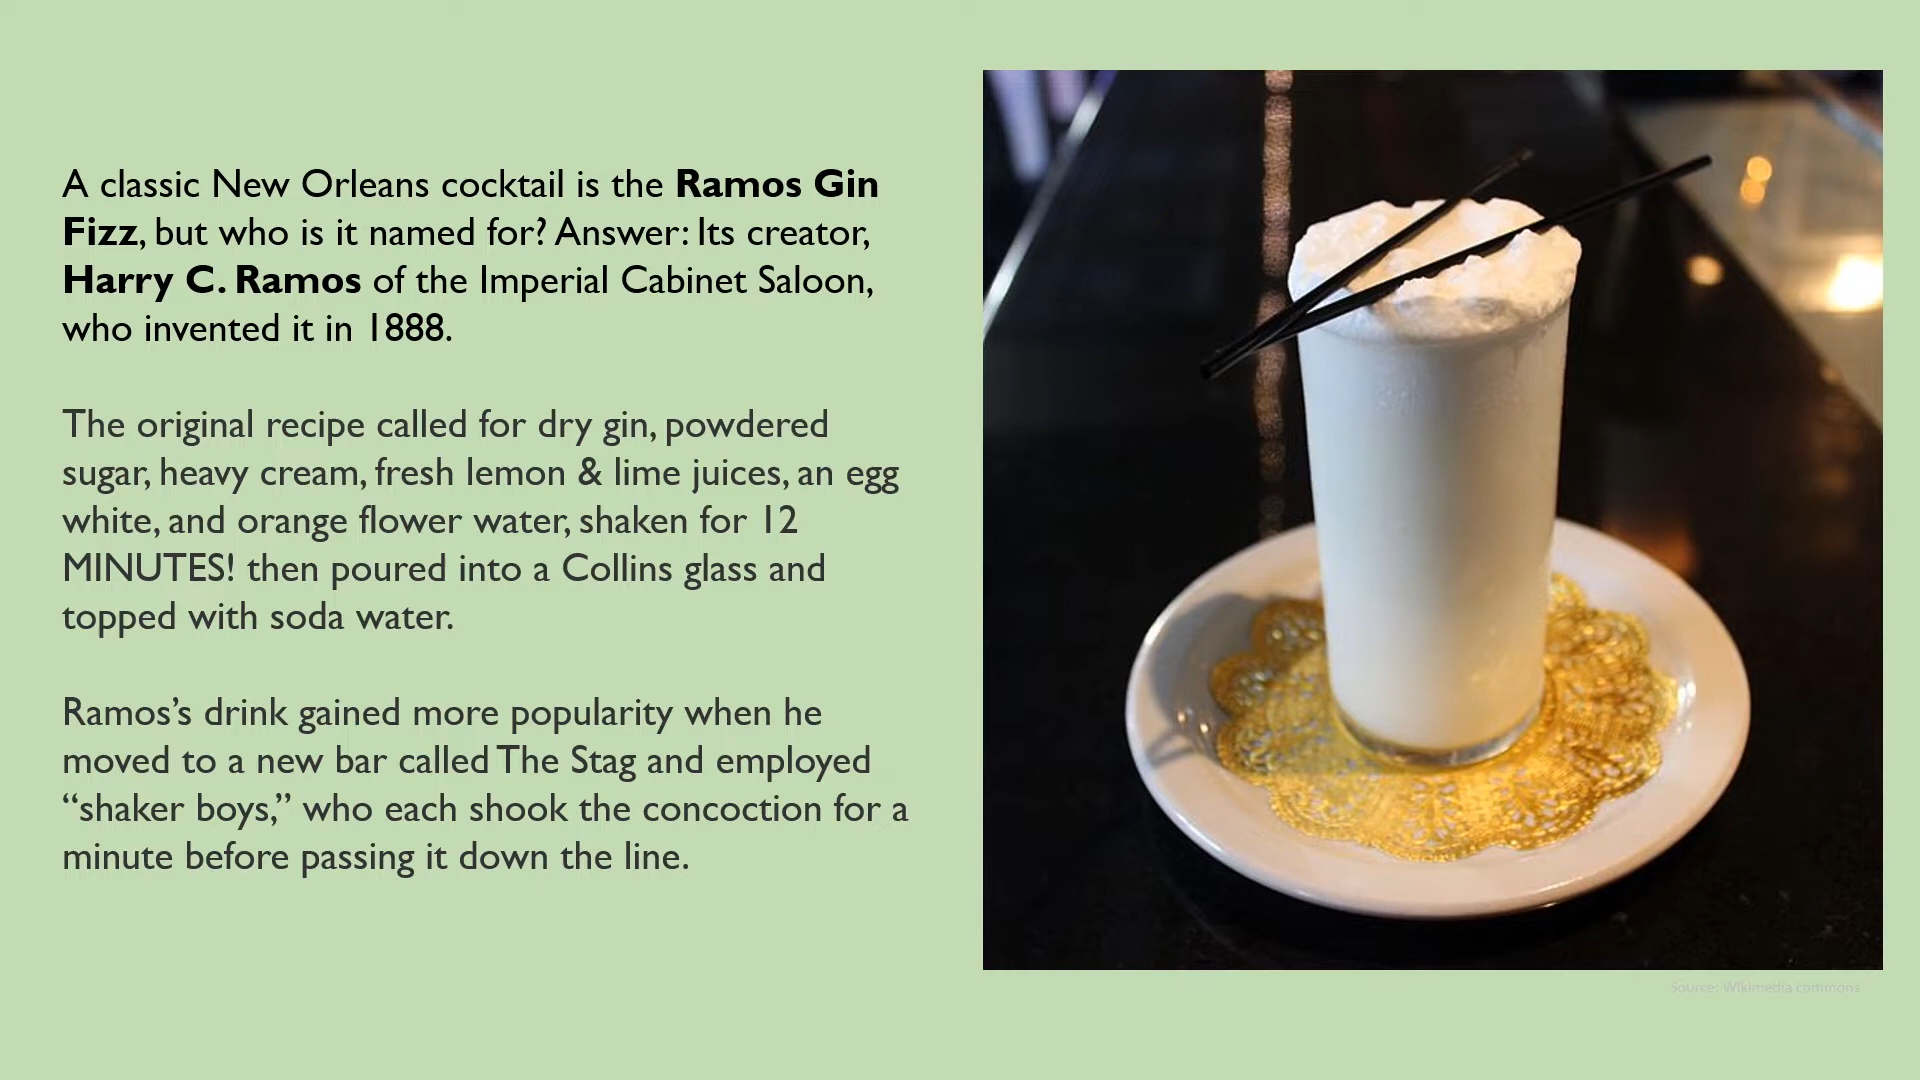 A classic New Orleans cocktail is the Ramos Gin
Fizz, but who is it named for? Answer: Its creator,
Harry C. Ramos of the Imperial Cabinet Saloon,
who invented it in 1888.
The original recipe called for dry gin, powdered
sugar, heavy cream, fresh lemon & lime juices, an egg
white, and orange flower water, shaken for 12
MINUTES! then poured into a Collins glass and
topped with soda water.
Ramos’s drink gained more popularity when he
moved to a new bar called The Stag and employed
“shaker boys,” who each shook the concoction for a
minute before passing it down the line.
Source: Wikimedia commons